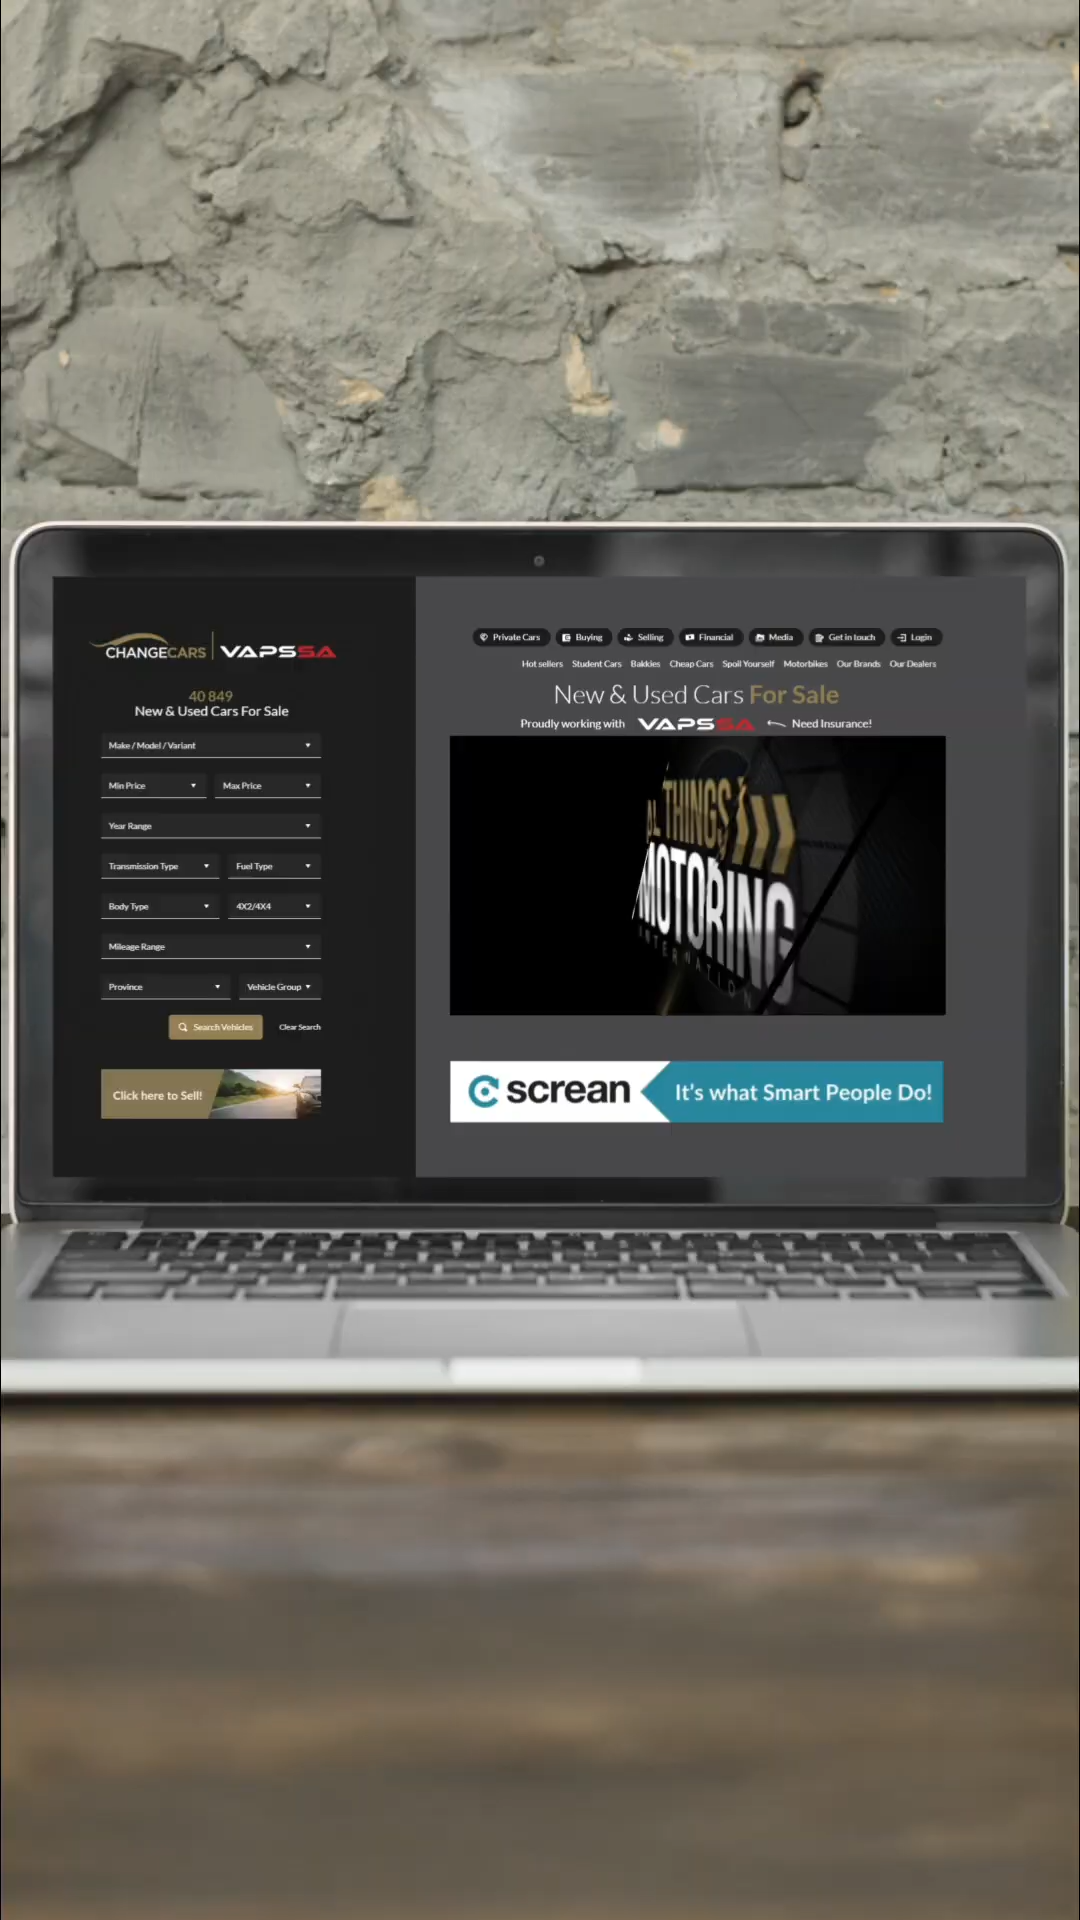 CHANGECARS VAPSSA
40 849
New & Used Cars For Sale
Make / Model / Variant
Min Price Max Price
Year Range
Transmission Type Fuel Type
Body Type 4X2/4X4
Mileage Range
Province Vehicle Group
Search Vehicles Clear Search
Click here to Sell!
Private Cars Buying Selling Financial Media Get in touch Login
Hot sellers Student Cars Bakkies Cheap Cars Spoil Yourself Motorbikes Our Brands Our Dealers
New & Used Cars For Sale
Proudly working with VAPSSA Need Insurance!
THINGS
MOTORING
screan It's what Smart People Do!